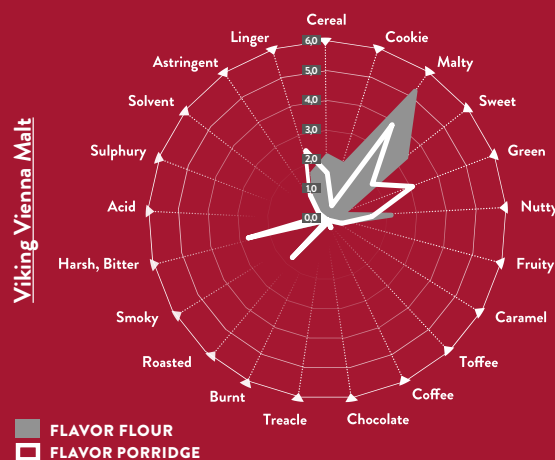 Cereal
Cookie
Malty
Sweet
Green
Nutty
Fruity
Caramel
Toffee
Coffee
Chocolate
Treacle
Burnt
Roasted
Smoky
Harsh, Bitter
Acid
Sulphury
Solvent
Astringent
Linger
6,0
5,0
4,0
3,0
2,0
1,0
0,0
Viking Vienna Malt
FLAVOR FLOUR
FLAVOR PORRIDGE